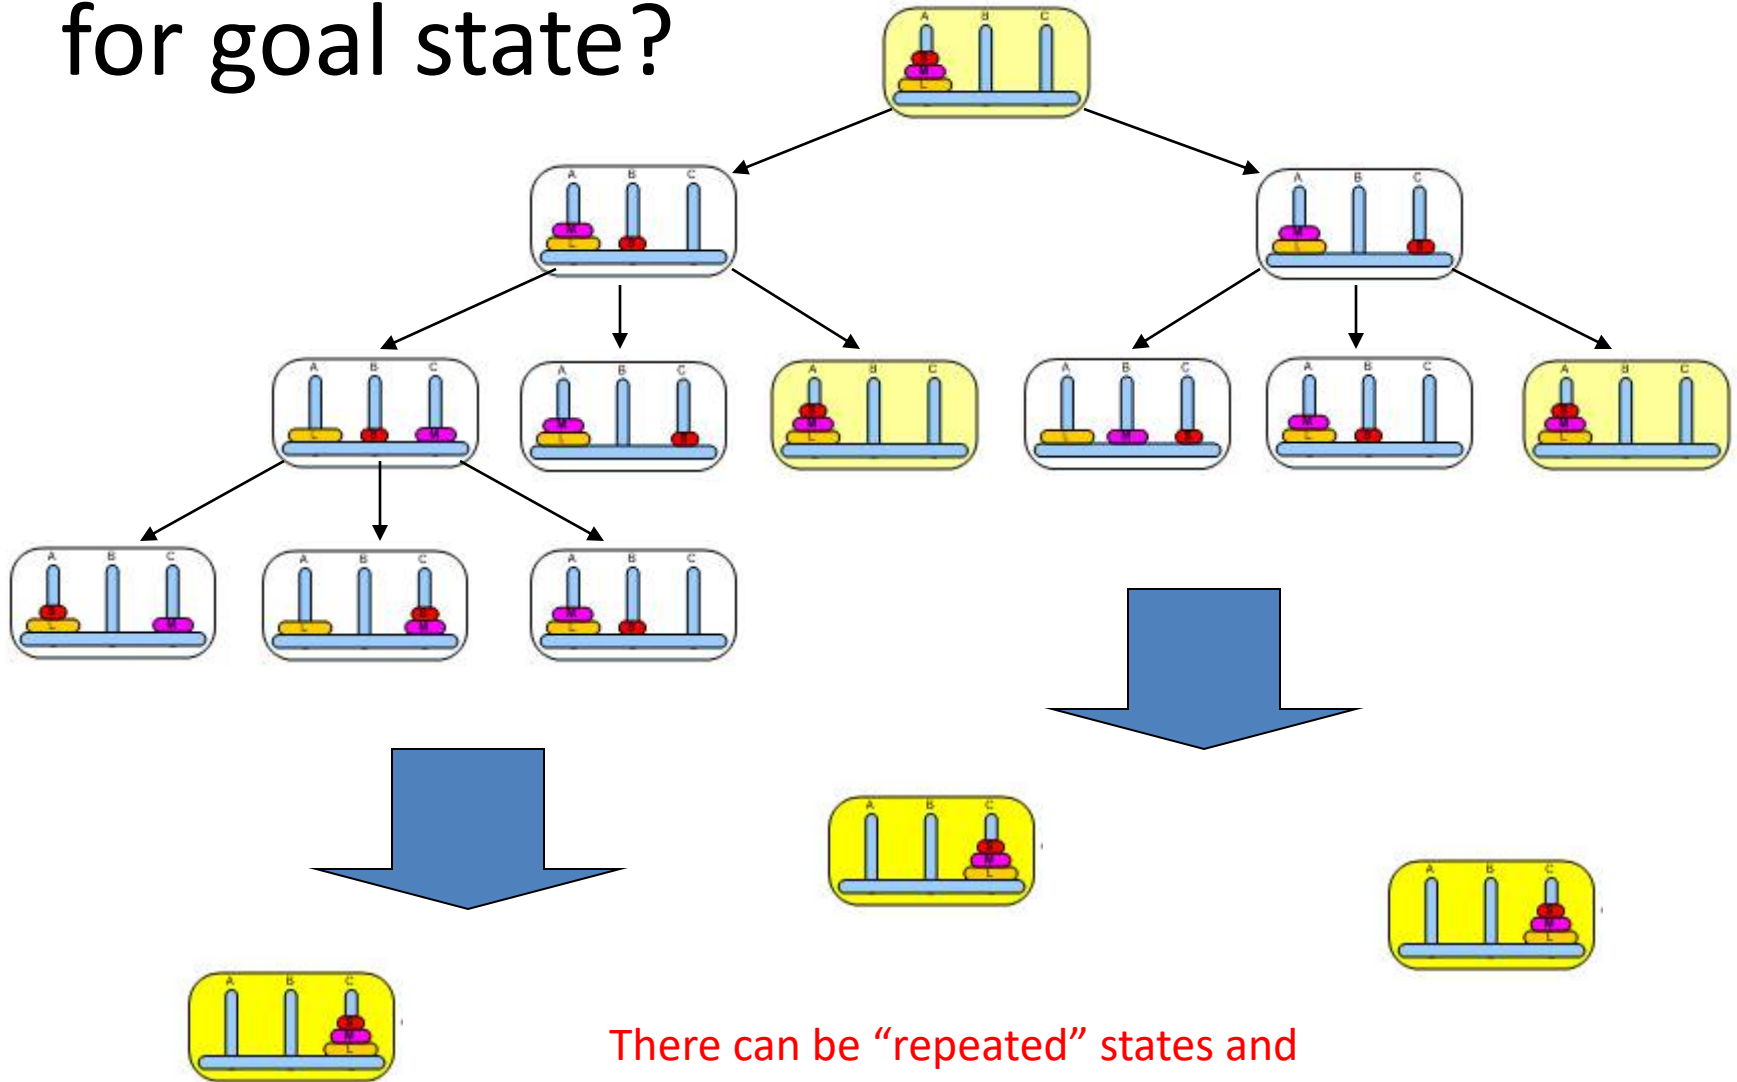 for goal state?
A B C
S
M
L
A B C
M
L S
A B C
M
L S
A B C
L S M
A B C
M
L S
A B C
S
M
L
A B C
L M S
A B C
M
L S
A B C
S
M
L
A B C
S
L M
A B C
S
L M
A B C
M
L S
A B C
S
M
L
A B C
S
M
L
A B C
S
M
L
There can be “repeated” states and